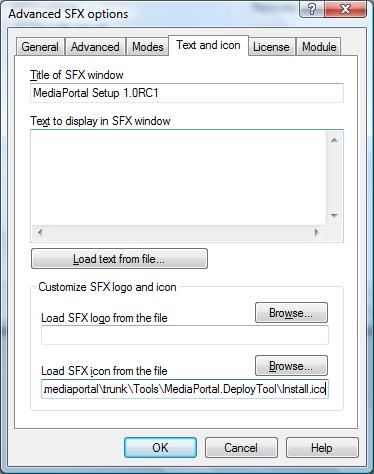 Advanced SFX options
General Advanced Modes Text and icon License Module
Title of SFX window
MediaPortal Setup 1.0RC1
Text to display in SFX window
Load text from file...
Customize SFX logo and icon
Load SFX logo from the file
Browse...
Load SFX icon from the file
Browse...
mediaportal\trunk\Tools\MediaPortal.DeployTool\Install.ico
OK Cancel Help